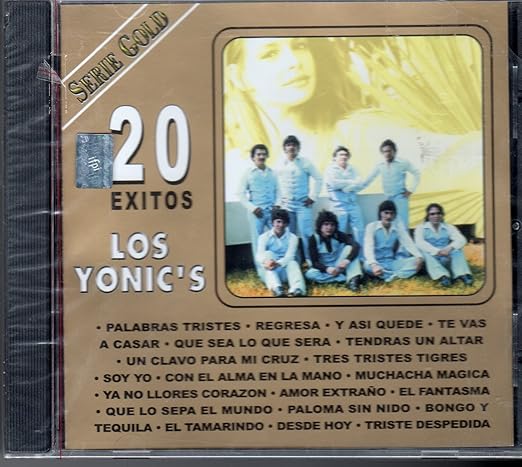 SERIE GOLD
20
EXITOS
LOS
YONIC'S
• PALABRAS TRISTES • REGRESA • Y ASI QUEDE • TE VAS
A CASAR • QUE SEA LO QUE SERA • TENDRAS UN ALTAR
• UN CLAVO PARA MI CRUZ • TRES TRISTES TIGRES
• SOY YO • CON EL ALMA EN LA MANO • MUCHACHA MAGICA
• YA NO LLORES CORAZON • AMOR EXTRAÑO • EL FANTASMA
• QUE LO SEPA EL MUNDO • PALOMA SIN NIDO • BONGO Y
TEQUILA • EL TAMARINDO • DESDE HOY • TRISTE DESPEDIDA